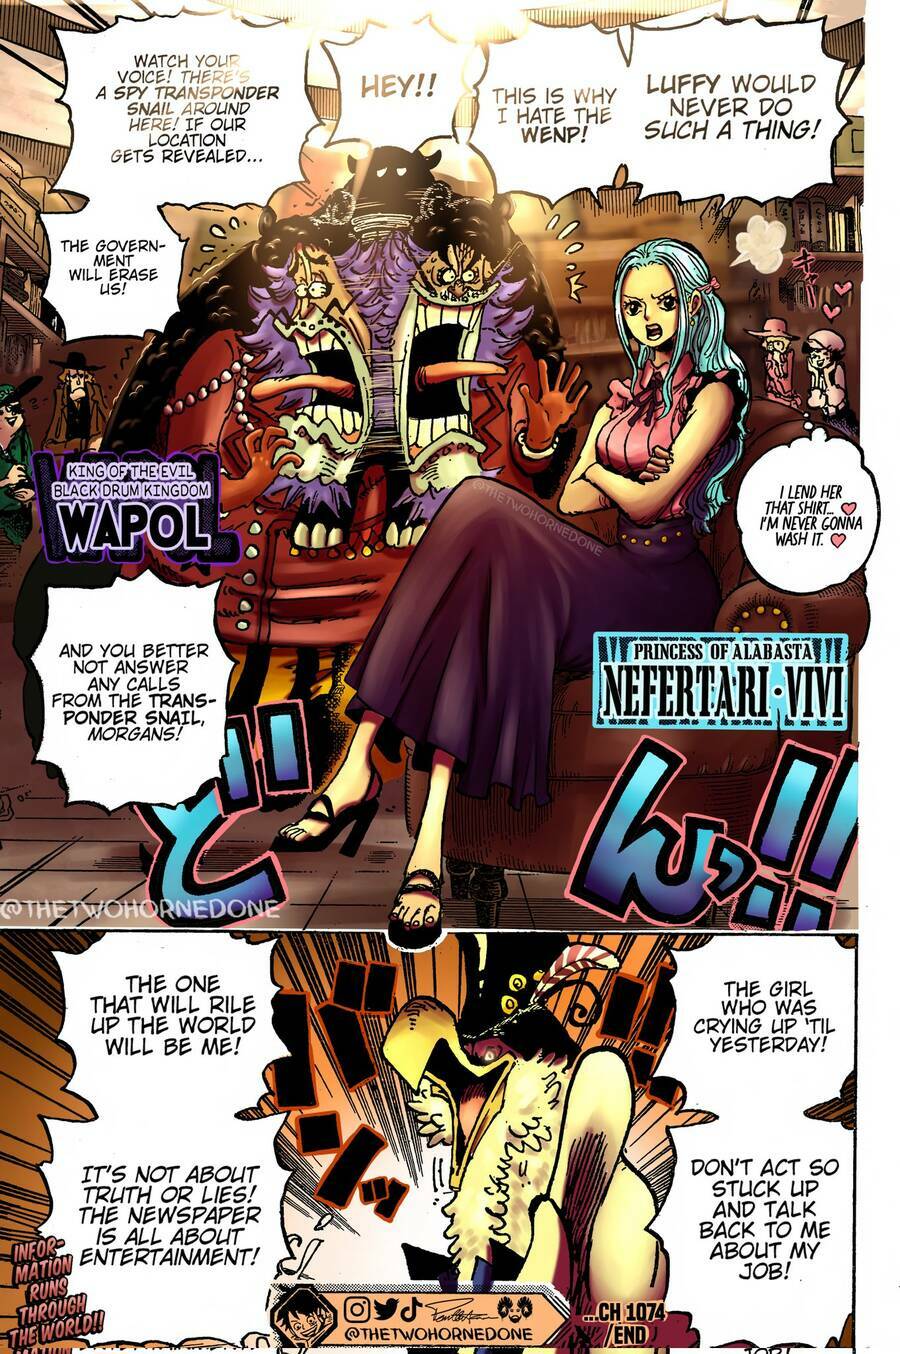 LUFFY WOULD
NEVER DO
SUCH A THING!
THIS IS WHY
I HATE THE
WENP!
HEY!!
WATCH YOUR
VOICE! THERE'S
A SPY TRANSPONDER
SNAIL AROUND
HERE! IF OUR
LOCATION
GETS REVEALED...
THE GOVERN-
MENT
WILL ERASE
US!
KING OF THE EVIL
BLACK DRUM KINGDOM
WAPOL
@THETWOHORNEDONE
I LEND HER
THAT SHIRT... ♥
I'M NEVER GONNA
WASH IT. ♥
PRINCESS OF ALABASTA
NEFERTARI·VIVI
AND YOU BETTER
NOT ANSWER
ANY CALLS
FROM THE TRANS-
PONDER SNAIL,
MORGANS!
どんっ!!
@THETWOHORNEDONE
THE GIRL
WHO WAS
CRYING UP 'TIL
YESTERDAY!
DON'T ACT SO
STUCK UP
AND TALK
BACK TO ME
ABOUT MY
JOB!
THE ONE
THAT WILL RILE
UP THE WORLD
WILL BE ME!
IT'S NOT ABOUT
TRUTH OR LIES!
THE NEWSPAPER
IS ALL ABOUT
ENTERTAINMENT!
INFOR-
MATION
RUNS
THROUGH
THE WORLD!!
@THETWOHORNEDONE
...CH 1074
/END